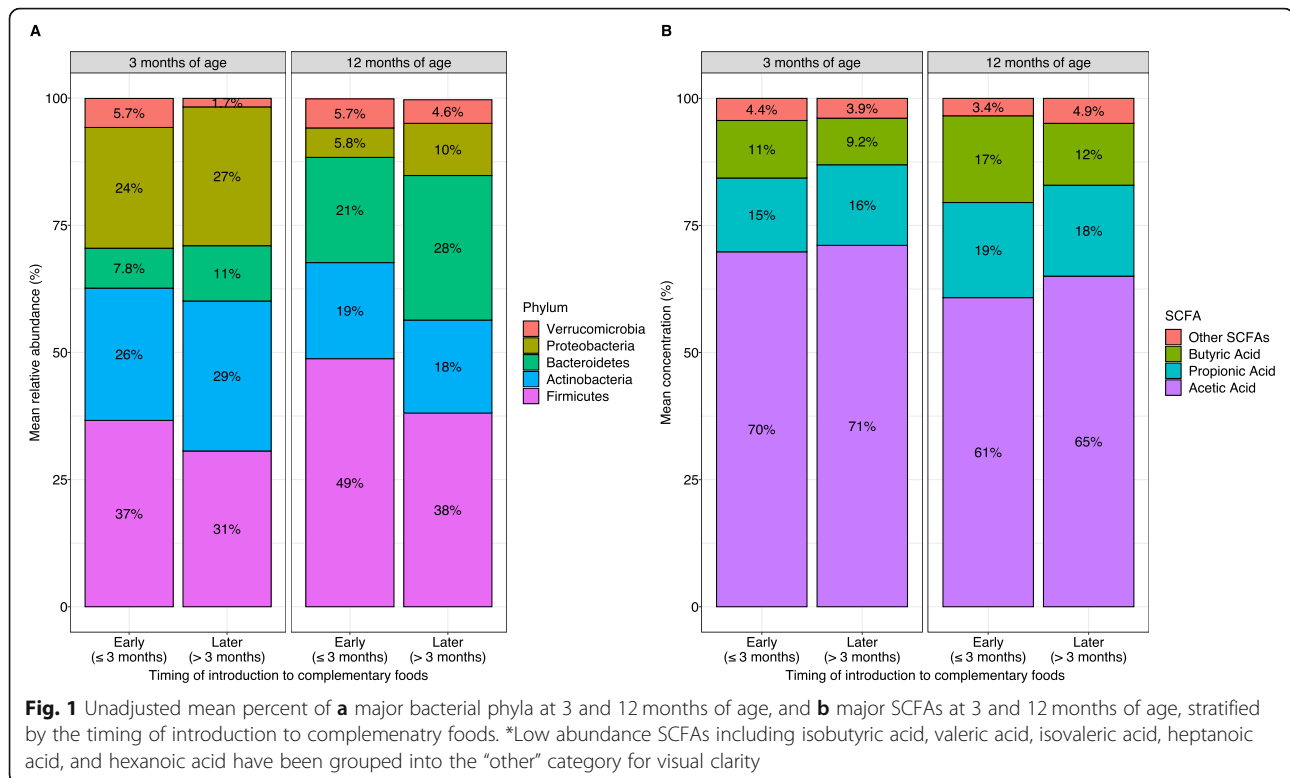 A
3 months of age
12 months of age
Mean relative abundance (%)
100
75
50
25
0
5.7%
24%
7.8%
26%
37%
1.7%
27%
11%
29%
31%
5.7%
5.8%
21%
19%
49%
4.6%
10%
28%
18%
38%
Early
(≤ 3 months)
Later
(> 3 months)
Early
(≤ 3 months)
Later
(> 3 months)
Timing of introduction to complementary foods
Phylum
Verrucomicrobia
Proteobacteria
Bacteroidetes
Actinobacteria
Firmicutes
B
3 months of age
12 months of age
Mean concentration (%)
100
75
50
25
0
4.4%
11%
15%
70%
3.9%
9.2%
16%
71%
3.4%
17%
19%
61%
4.9%
12%
18%
65%
Early
(≤ 3 months)
Later
(> 3 months)
Early
(≤ 3 months)
Later
(> 3 months)
Timing of introduction to complementary foods
SCFA
Other SCFAs
Butyric Acid
Propionic Acid
Acetic Acid
Fig. 1 Unadjusted mean percent of a major bacterial phyla at 3 and 12 months of age, and b major SCFAs at 3 and 12 months of age, stratified
by the timing of introduction to complemenatry foods. *Low abundance SCFAs including isobutyric acid, valeric acid, isovaleric acid, heptanoic
acid, and hexanoic acid have been grouped into the “other” category for visual clarity